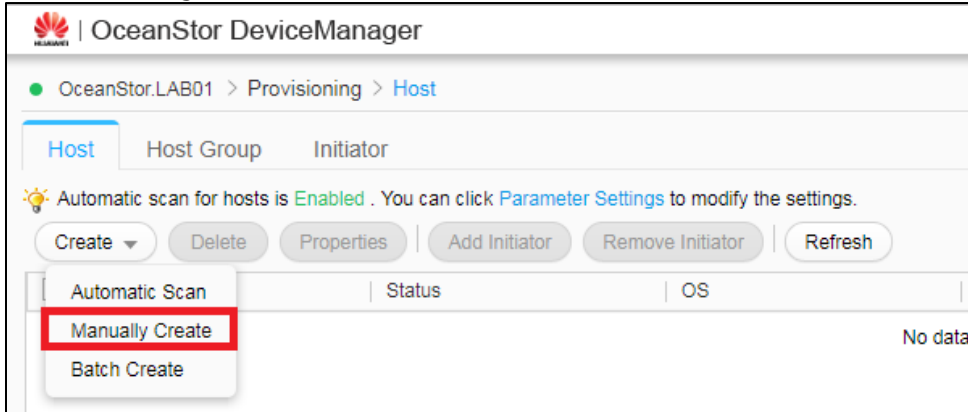 HUAWEI | OceanStor DeviceManager
OceanStor.LAB01 > Provisioning > Host
Host Host Group Initiator
Automatic scan for hosts is Enabled . You can click Parameter Settings to modify the settings.
Create Delete Properties Add Initiator Remove Initiator Refresh
Automatic Scan Status OS
Manually Create No data
Batch Create